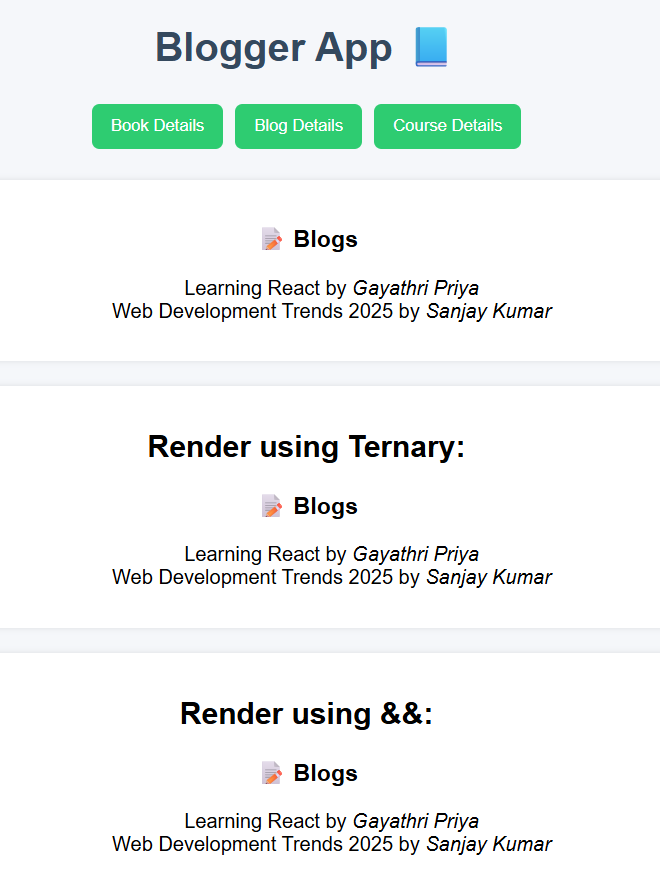 Blogger App 📘
Book Details Blog Details Course Details
📝 Blogs
Learning React by Gayathri Priya
Web Development Trends 2025 by Sanjay Kumar
Render using Ternary:
📝 Blogs
Learning React by Gayathri Priya
Web Development Trends 2025 by Sanjay Kumar
Render using &&:
📝 Blogs
Learning React by Gayathri Priya
Web Development Trends 2025 by Sanjay Kumar